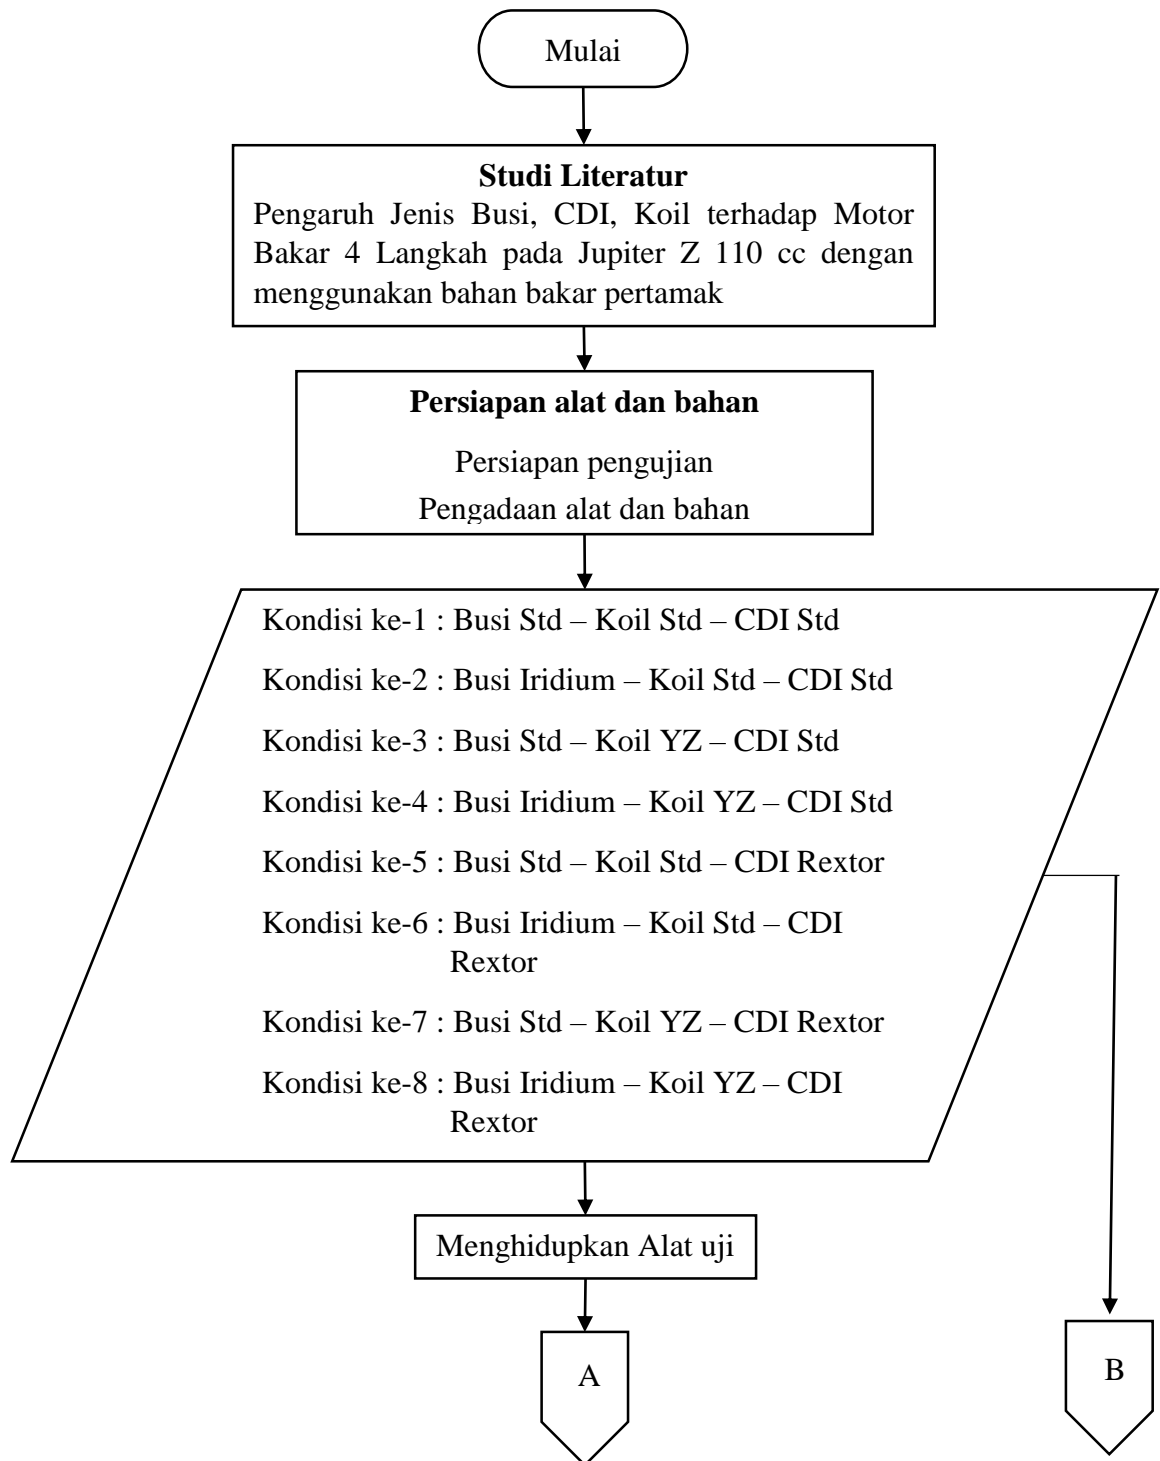 Mulai
Studi Literatur
Pengaruh Jenis Busi, CDI, Koil terhadap Motor
Bakar 4 Langkah pada Jupiter Z 110 cc dengan
menggunakan bahan bakar pertamak
Persiapan alat dan bahan
Persiapan pengujian
Pengadaan alat dan bahan
Kondisi ke-1 : Busi Std – Koil Std – CDI Std
Kondisi ke-2 : Busi Iridium – Koil Std – CDI Std
Kondisi ke-3 : Busi Std – Koil YZ – CDI Std
Kondisi ke-4 : Busi Iridium – Koil YZ – CDI Std
Kondisi ke-5 : Busi Std – Koil Std – CDI Rextor
Kondisi ke-6 : Busi Iridium – Koil Std – CDI
Rextor
Kondisi ke-7 : Busi Std – Koil YZ – CDI Rextor
Kondisi ke-8 : Busi Iridium – Koil YZ – CDI
Rextor
Menghidupkan Alat uji
A
B